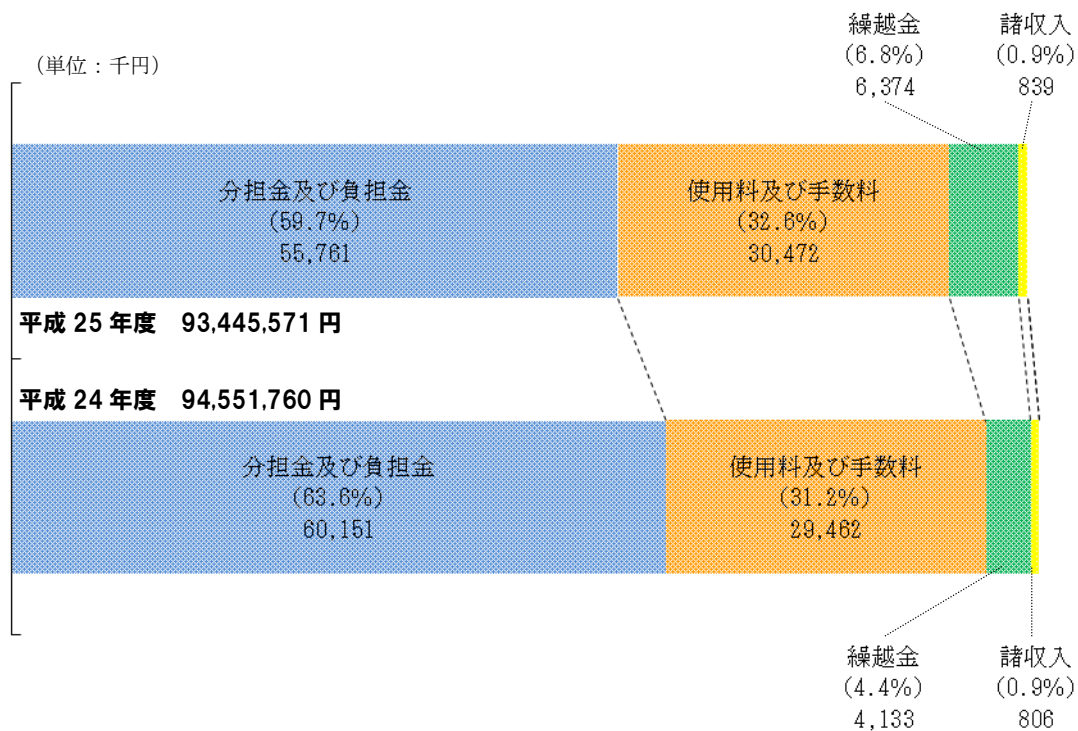 繰越金
(6.8%)
6,374
諸収入
(0.9%)
839
（単位：千円）
分担金及び負担金
(59.7%)
55,761
使用料及び手数料
(32.6%)
30,472
平成 25 年度　93,445,571 円
平成 24 年度　94,551,760 円
分担金及び負担金
(63.6%)
60,151
使用料及び手数料
(31.2%)
29,462
繰越金
(4.4%)
4,133
諸収入
(0.9%)
806